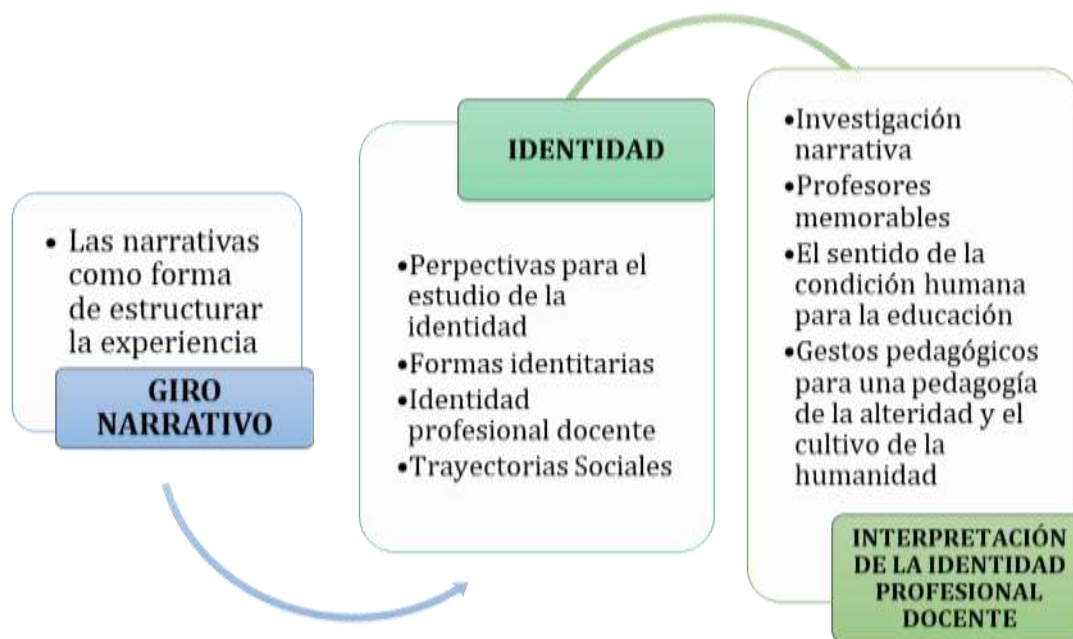 • Las narrativas
como forma
de estructurar
la experiencia
GIRO
NARRATIVO
IDENTIDAD
•Perpectivas para el
estudio de la
identidad
•Formas identitarias
•Identidad
profesional docente
•Trayectorias Sociales
•Investigación
narrativa
•Profesores
memorables
•El sentido de la
condición humana
para la educación
•Gestos pedagógicos
para una pedagogía
de la alteridad y el
cultivo de la
humanidad
INTERPRETACIÓN
DE LA IDENTIDAD
PROFESIONAL
DOCENTE